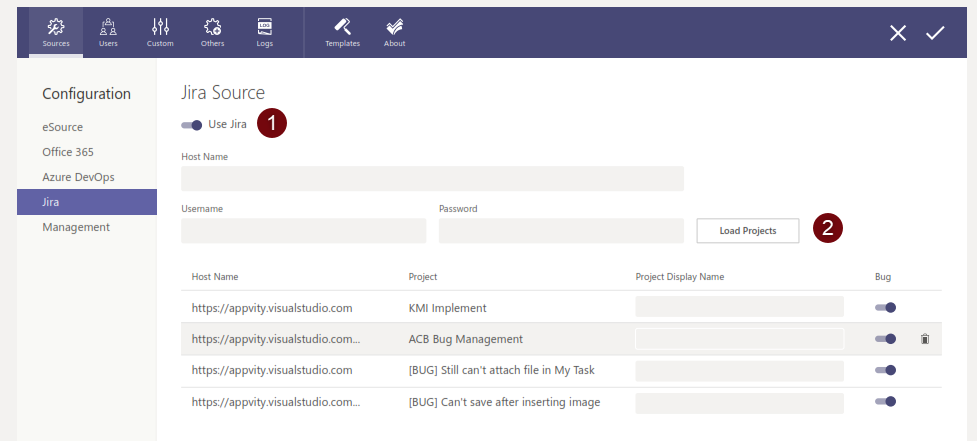 Sources Users Custom Others LOG Logs Templates About
Configuration
eSource
Office 365
Azure DevOps
Jira
Management
Jira Source
Use Jira 1
Host Name
Username Password
Load Projects 2
Host Name Project Project Display Name Bug
https://appvity.visualstudio.com KMI Implement
https://appvity.visualstudio.com... ACB Bug Management
https://appvity.visualstudio.com [BUG] Still can't attach file in My Task
https://appvity.visualstudio.com... [BUG] Can't save after inserting image